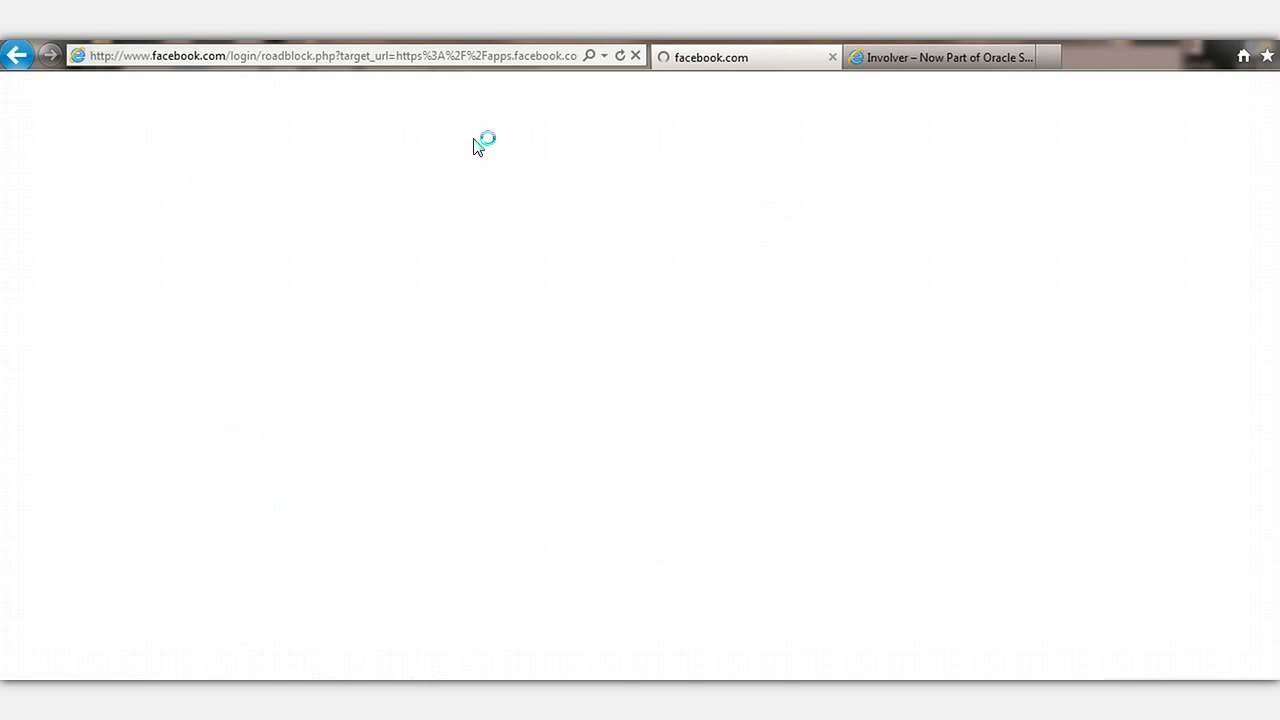 http://www.facebook.com/login/roadblock.php?target_url=https%3A%2F%2Fapps.facebook.co
facebook.com
Involver – Now Part of Oracle S...